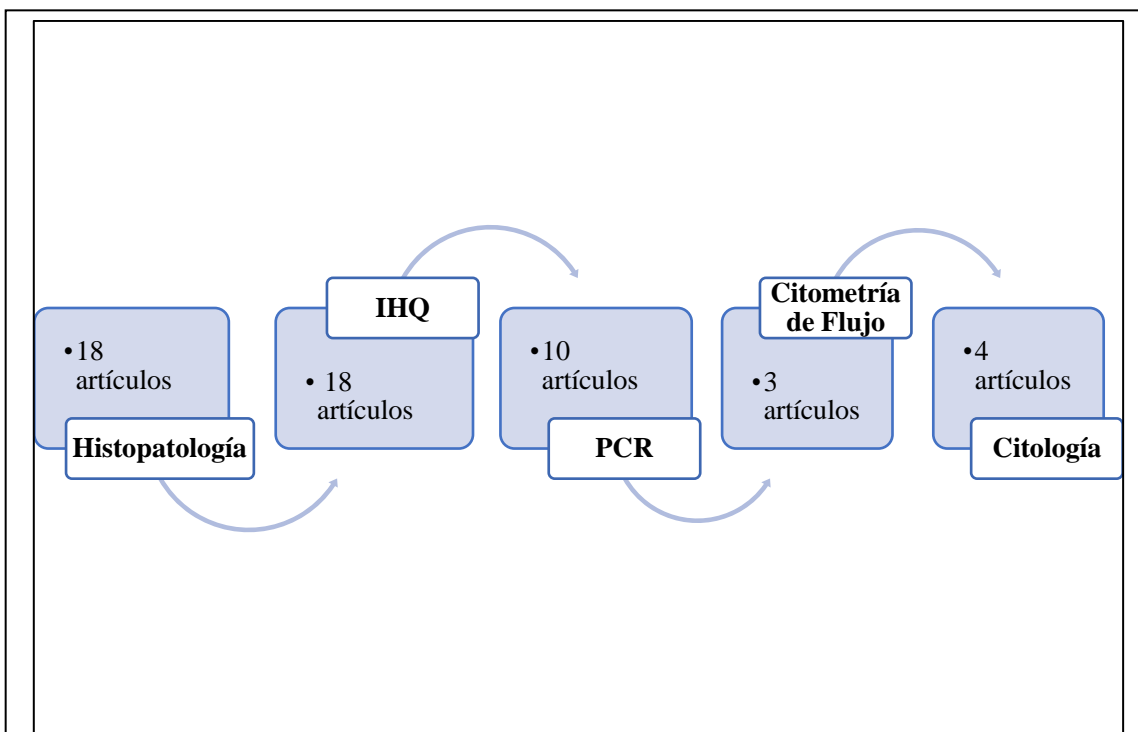 •18
artículos
Histopatología
IHQ
• 18
artículos
•10
artículos
PCR
Citometría
de Flujo
•3
artículos
•4
artículos
Citología